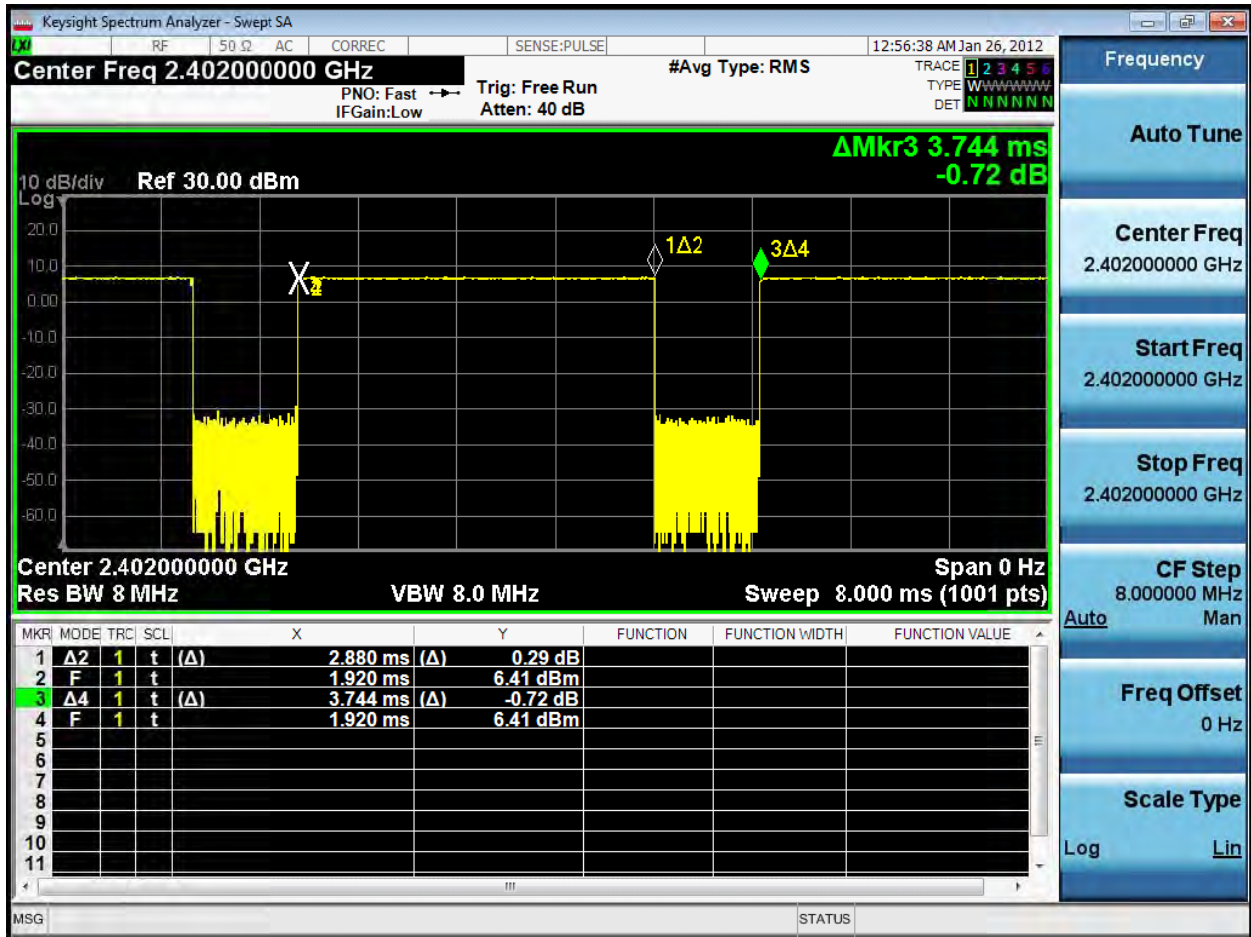 Keysight Spectrum Analyzer - Swept SA
LXI RF 50 Ω AC CORREC SENSE:PULSE 12:56:38 AM Jan 26, 2012
Center Freq 2.402000000 GHz
PNO: Fast
IFGain:Low
Trig: Free Run
Atten: 40 dB
#Avg Type: RMS
TRACE 1 2 3 4 5 6
TYPE WWWWWWW
DET N N N N N N
ΔMkr3 3.744 ms
-0.72 dB
10 dB/div Ref 30.00 dBm
Log
20.0
10.0
0.00
-10.0
-20.0
-30.0
-40.0
-50.0
-60.0
1Δ2
3Δ4
X
Center 2.402000000 GHz Span 0 Hz
Res BW 8 MHz VBW 8.0 MHz Sweep 8.000 ms (1001 pts)
MKR MODE TRC SCL X Y FUNCTION FUNCTION WIDTH FUNCTION VALUE
1 Δ2 1 t (Δ) 2.880 ms (Δ) 0.29 dB
2 F 1 t 1.920 ms 6.41 dBm
3 Δ4 1 t (Δ) 3.744 ms (Δ) -0.72 dB
4 F 1 t 1.920 ms 6.41 dBm
5
6
7
8
9
10
11
MSG STATUS
Frequency
Auto Tune
Center Freq
2.402000000 GHz
Start Freq
2.402000000 GHz
Stop Freq
2.402000000 GHz
CF Step
8.000000 MHz
Auto Man
Freq Offset
0 Hz
Scale Type
Log Lin